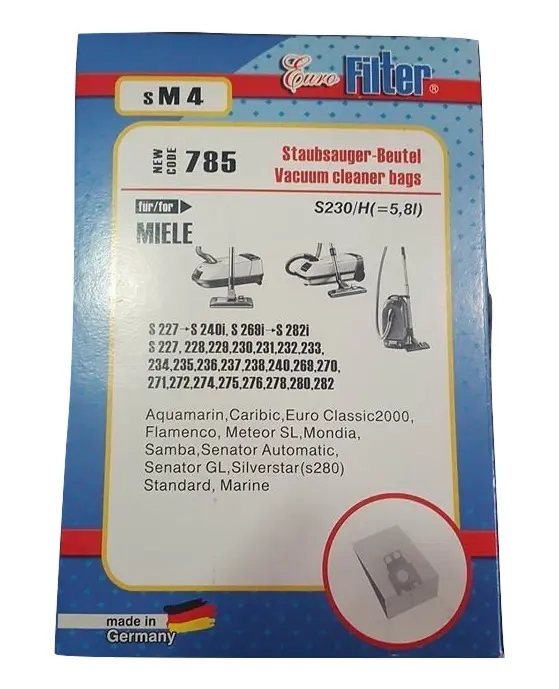 Euro Filter®
sM4
NEW CODE 785
Staubsauger-Beutel
Vacuum cleaner bags
für/for
S230/H(=5,8l)
MIELE
S 227→S 240i, S 269i→S 282i
S 227, 228,229,230,231,232,233,
234,235,236,237,238,240,269,270,
271,272,274,275,276,278,280,282
Aquamarin,Caribic,Euro Classic2000,
Flamenco, Meteor SL,Mondia,
Samba,Senator Automatic,
Senator GL,Silverstar(s280)
Standard, Marine
made in
Germany